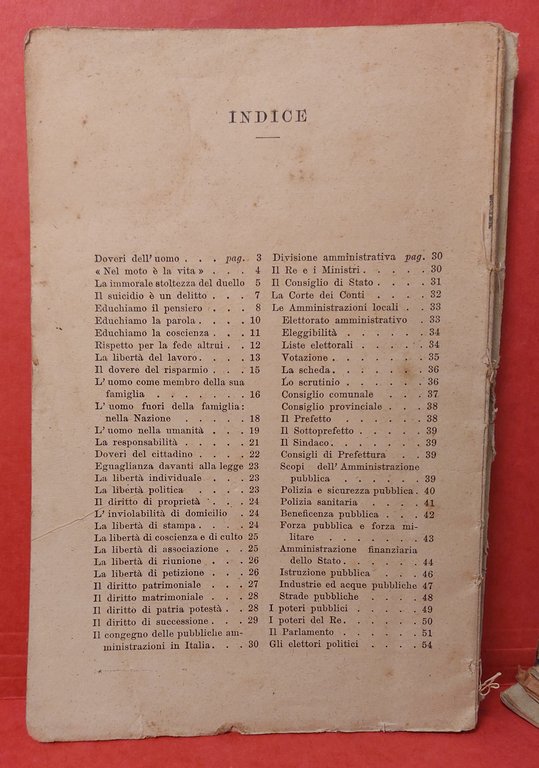 INDICE
Doveri dell'uomo . . . pag. 3
« Nel moto è la vita » . . . . 4
La immorale stoltezza del duello 5
Il suicidio è un delitto . . . . 7
Educhiamo il pensiero . . . . 8
Educhiamo la parola . . . . . 10
Educhiamo la coscienza . . . . 11
Rispetto per la fede altrui . . . 12
La libertà del lavoro . . . . . 13
Il dovere del risparmio . . . . 15
L'uomo come membro della sua
famiglia . . . . . . . . 16
L'uomo fuori della famiglia:
nella Nazione . . . . . . 18
L'uomo nella umanità . . . . 19
La responsabilità . . . . . . 21
Doveri del cittadino . . . . . 22
Eguaglianza davanti alla legge 23
La libertà individuale . . . . 23
La libertà politica . . . . . 23
Il diritto di proprietà . . . . 24
L'inviolabilità di domicilio . . 24
La libertà di stampa . . . . . 24
La libertà di coscienza e di culto 25
La libertà di associazione . . . 25
La libertà di riunione . . . . 26
La libertà di petizione . . . . 26
Il diritto patrimoniale . . . . 27
Il diritto matrimoniale . . . . 28
Il diritto di patria potestà . . . 28
Il diritto di successione . . . . 29
Il congegno delle pubbliche am-
ministrazioni in Italia . . . 30
Divisione amministrativa pag. 30
Il Re e i Ministri . . . . . . 30
Il Consiglio di Stato . . . . . 31
La Corte dei Conti . . . . . 32
Le Amministrazioni locali . . . 33
Elettorato amministrativo . 33
Eleggibilità . . . . . . . 34
Liste elettorali . . . . . . 34
Votazione . . . . . . . 35
La scheda . . . . . . . 36
Lo scrutinio . . . . . . . 36
Consiglio comunale . . . . 37
Consiglio provinciale . . . . 38
Il Prefetto . . . . . . . 38
Il Sottoprefetto . . . . . . 39
Il Sindaco . . . . . . . . 39
Consigli di Prefettura . . . . 39
Scopi dell'Amministrazione
pubblica . . . . . . . 39
Polizia e sicurezza pubblica . 40
Polizia sanitaria . . . . . 41
Beneficenza pubblica . . . . 42
Forza pubblica e forza mi-
litare . . . . . . . . 43
Amministrazione finanziaria
dello Stato . . . . . . . 44
Istruzione pubblica . . . . 46
Industrie ed acque pubbliche 47
Strade pubbliche . . . . . 48
I poteri pubblici . . . . . . 49
I poteri del Re . . . . . . . 50
Il Parlamento . . . . . . . 51
Gli elettori politici . . . . . 54